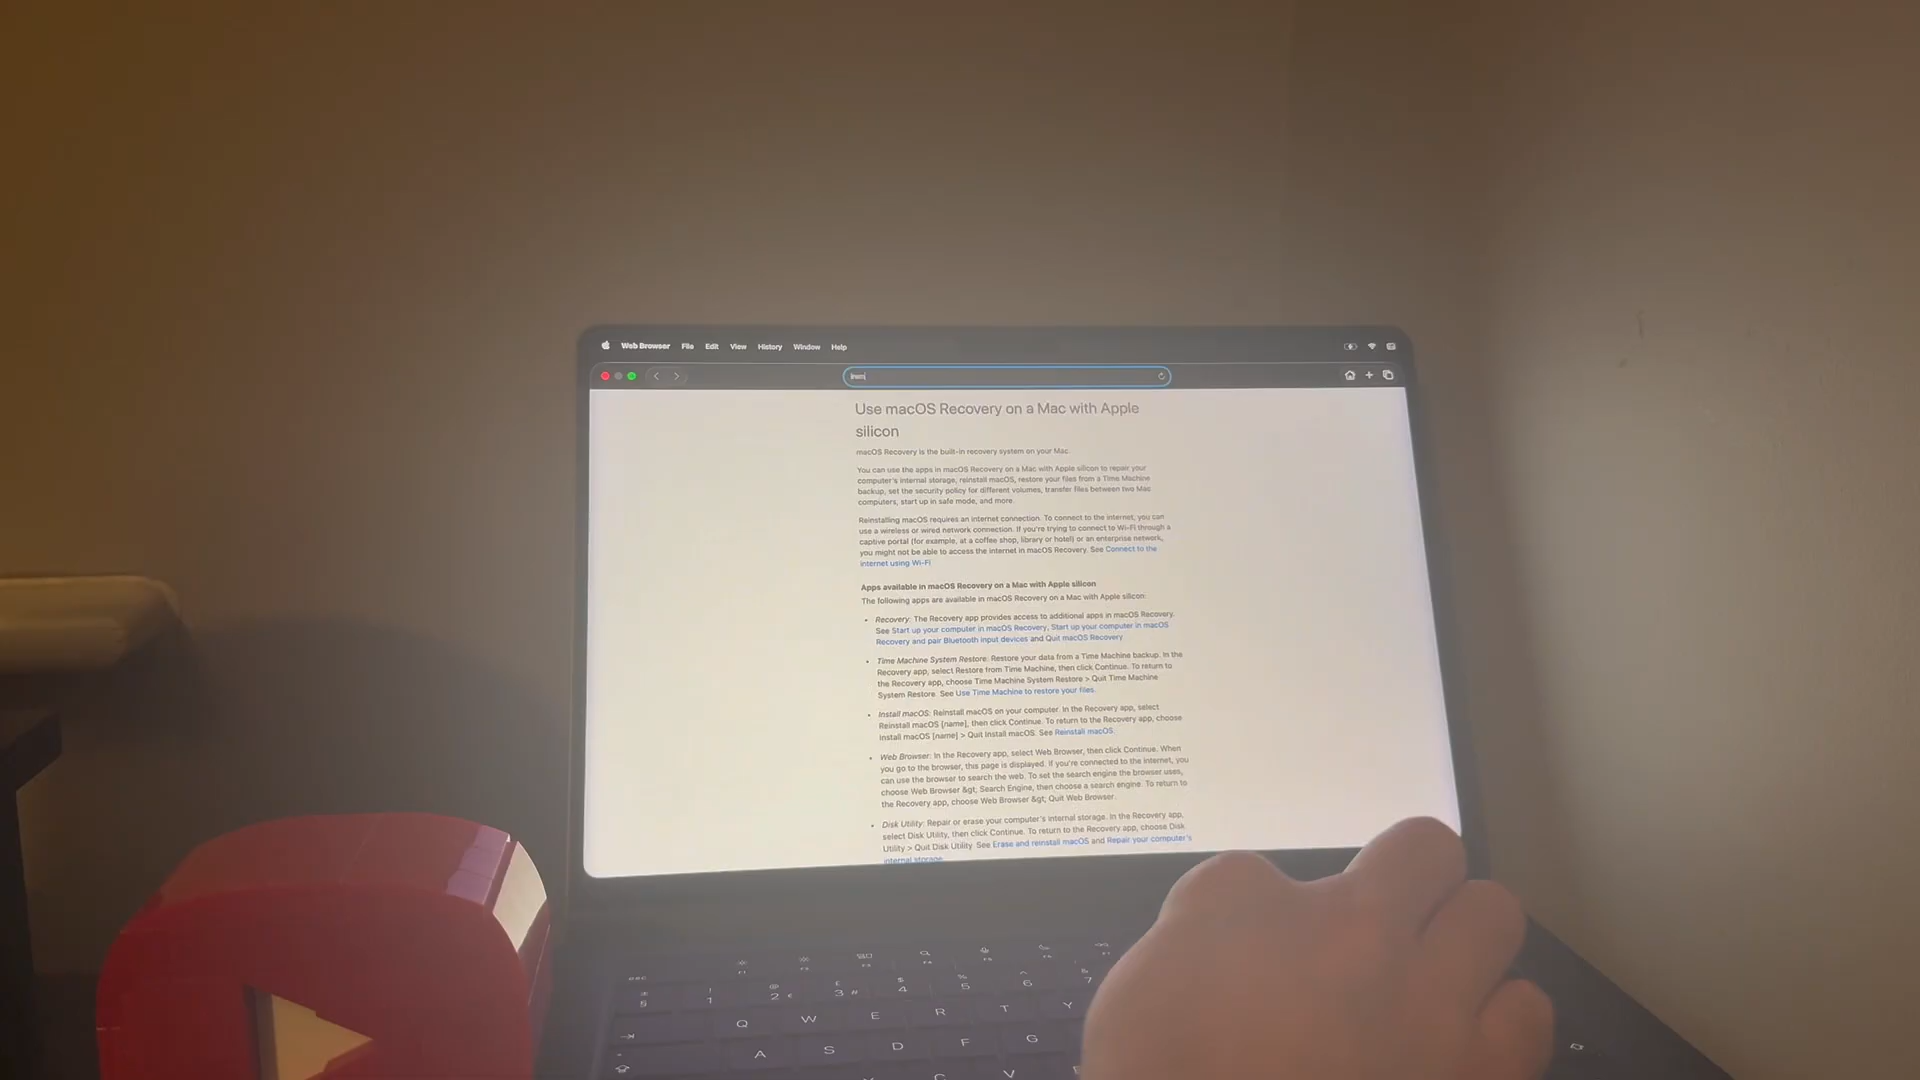 Web Browser File Edit View History Window Help
Use macOS Recovery on a Mac with Apple
silicon
macOS Recovery is the built-in recovery system on your Mac.
You can use the apps in macOS Recovery on a Mac with Apple silicon to repair your
computer's internal storage, reinstall macOS, restore your files from a Time Machine
backup, set the security policy for different volumes, transfer files between two Mac
computers, start up in safe mode, and more.
Reinstalling macOS requires an internet connection. To connect to the internet, you can
use a wireless or wired network connection. If you're trying to connect to Wi-Fi through a
captive portal (for example, at a coffee shop, library or hotel) or an enterprise network,
you might not be able to access the internet in macOS Recovery. See Connect to the
internet using Wi-Fi
Apps available in macOS Recovery on a Mac with Apple silicon
The following apps are available in macOS Recovery on a Mac with Apple silicon:
• Recovery: The Recovery app provides access to additional apps in macOS Recovery.
See Start up your computer in macOS Recovery, Start up your computer in macOS
Recovery and pair Bluetooth input devices and Quit macOS Recovery
• Time Machine System Restore: Restore your data from a Time Machine backup. In the
Recovery app, select Restore from Time Machine, then click Continue. To return to
the Recovery app, choose Time Machine System Restore > Quit Time Machine
System Restore. See Use Time Machine to restore your files.
• Install macOS: Reinstall macOS on your computer. In the Recovery app, select
Reinstall macOS [name], then click Continue. To return to the Recovery app, choose
Install macOS [name] > Quit Install macOS. See Reinstall macOS.
• Web Browser: In the Recovery app, select Web Browser, then click Continue. When
you go to the browser, this page is displayed. If you're connected to the internet, you
can use the browser to search the web. To set the search engine the browser uses,
choose Web Browser &gt; Search Engine, then choose a search engine. To return to
the Recovery app, choose Web Browser &gt; Quit Web Browser.
• Disk Utility: Repair or erase your computer's internal storage. In the Recovery app,
select Disk Utility, then click Continue. To return to the Recovery app, choose Disk
Utility > Quit Disk Utility. See Erase and reinstall macOS and Repair your computer's
internal storage.
esc
§ 1 2 € 3 # 4 5 6 7
Q W E R T Y
A S D F G
C V